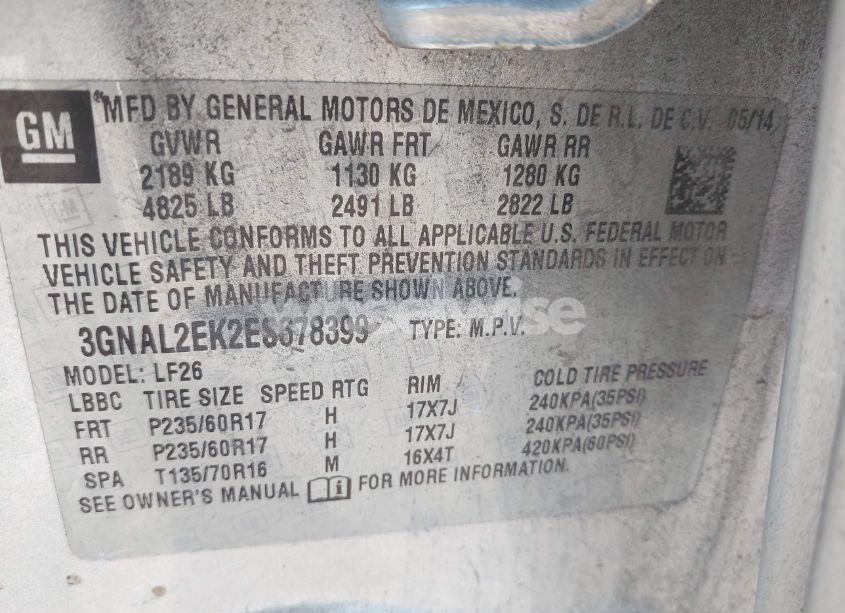 GM
MFD BY GENERAL MOTORS DE MEXICO, S. DE R.L. DE C.V. 05/14
GVWR GAWR FRT GAWR RR
2189 KG 1130 KG 1280 KG
4825 LB 2491 LB 2822 LB
THIS VEHICLE CONFORMS TO ALL APPLICABLE U.S. FEDERAL MOTOR
VEHICLE SAFETY AND THEFT PREVENTION STANDARDS IN EFFECT ON
THE DATE OF MANUFACTURE SHOWN ABOVE.
3GNAL2EK2ES678399 TYPE: M.P.V.
MODEL: LF26
LBBC TIRE SIZE SPEED RTG RIM COLD TIRE PRESSURE
FRT P235/60R17 H 17X7J 240KPA(35PSI)
RR P235/60R17 H 17X7J 240KPA(35PSI)
SPA T135/70R16 M 16X4T 420KPA(60PSI)
SEE OWNER'S MANUAL FOR MORE INFORMATION.